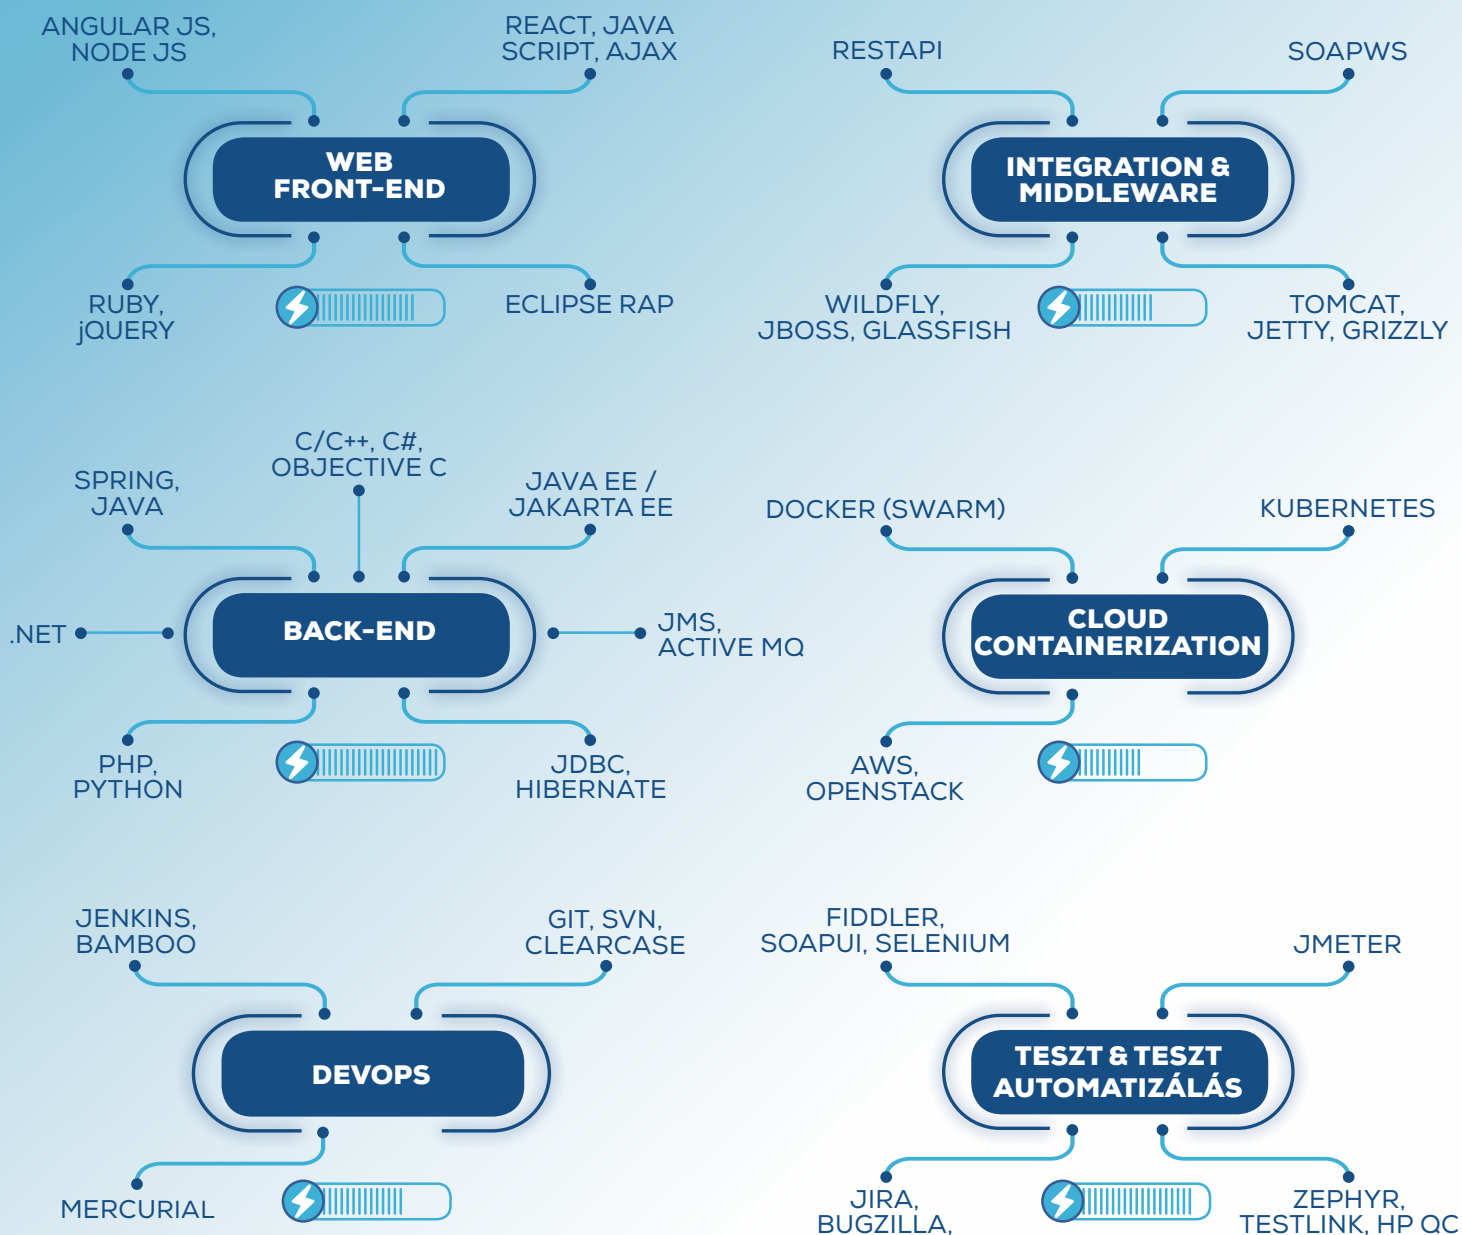 ANGULAR JS,
NODE JS
REACT, JAVA
SCRIPT, AJAX
WEB
FRONT-END
RUBY,
jQUERY
ECLIPSE RAP
RESTAPI
SOAPWS
INTEGRATION &
MIDDLEWARE
WILDFLY,
JBOSS, GLASSFISH
TOMCAT,
JETTY, GRIZZLY
SPRING,
JAVA
C/C++, C#,
OBJECTIVE C
JAVA EE /
JAKARTA EE
.NET
BACK-END
JMS,
ACTIVE MQ
PHP,
PYTHON
JDBC,
HIBERNATE
DOCKER (SWARM)
KUBERNETES
CLOUD
CONTAINERIZATION
AWS,
OPENSTACK
JENKINS,
BAMBOO
GIT, SVN,
CLEARCASE
DEVOPS
MERCURIAL
FIDDLER,
SOAPUI, SELENIUM
JMETER
TESZT & TESZT
AUTOMATIZÁLÁS
JIRA,
BUGZILLA,
ZEPHYR,
TESTLINK, HP QC